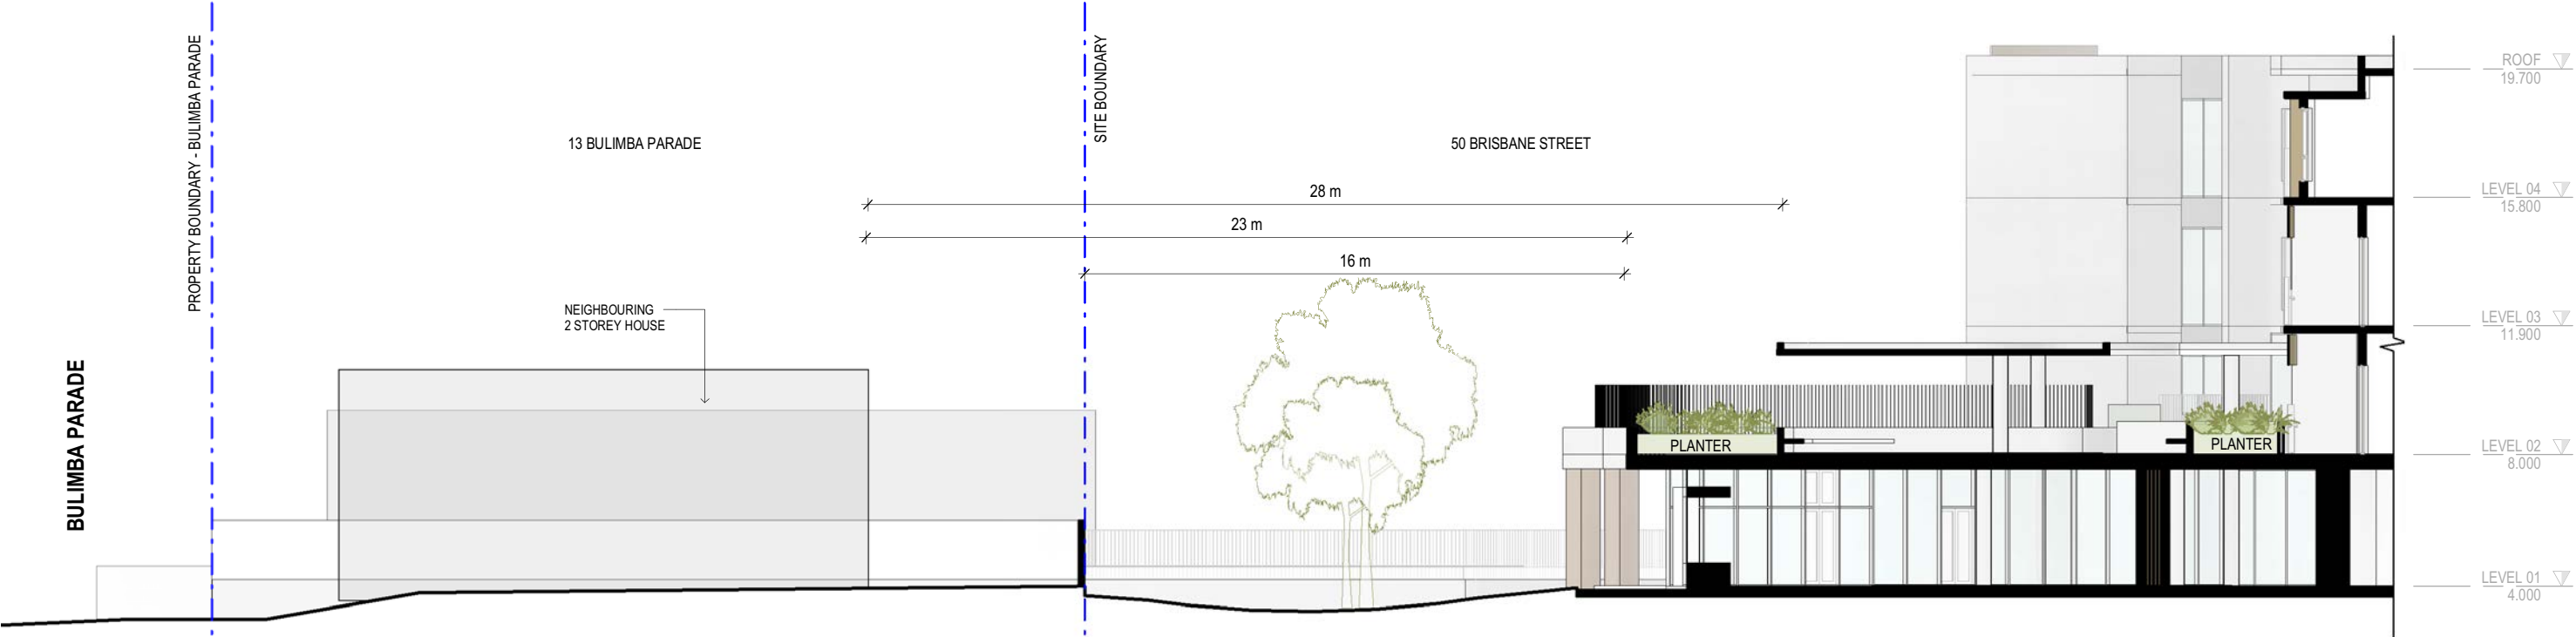 PROPERTY BOUNDARY - BULIMBA PARADE
SITE BOUNDARY
13 BULIMBA PARADE
50 BRISBANE STREET
28 m
23 m
16 m
NEIGHBOURING
2 STOREY HOUSE
BULIMBA PARADE
PLANTER
PLANTER
ROOF
19.700
LEVEL 04
15.800
LEVEL 03
11.900
LEVEL 02
8.000
LEVEL 01
4.000